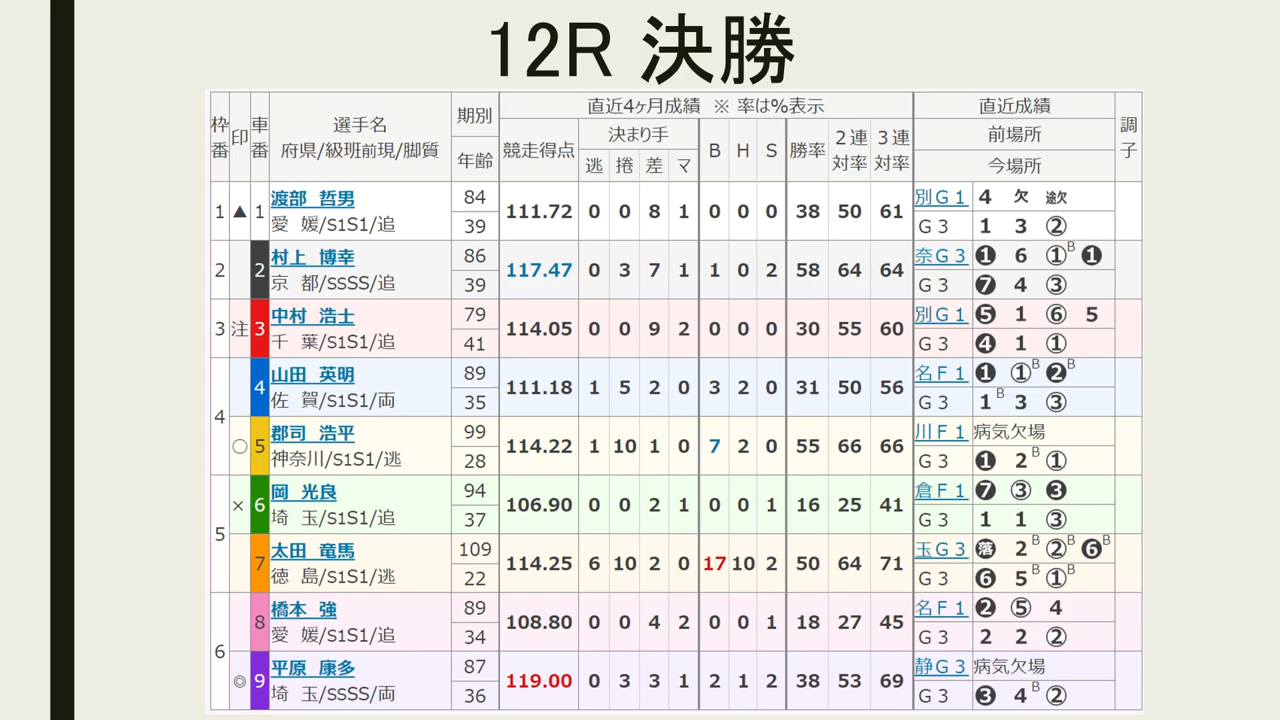 12R 決勝
枠番 印 車番 選手名 府県/級班前現/脚質 期別 年齢 直近4ヶ月成績 ※ 率は%表示 直近成績 調子
競走得点 決まり手 B H S 勝率 2連対率 3連対率 前場所
逃 捲 差 マ 今場所
1 ▲ 1 渡部 哲男 84 111.72 0 0 8 1 0 0 0 38 50 61 別G1 4 欠 途欠
愛 媛/S1S1/追 39 G3 1 3 ②
2 2 村上 博幸 86 117.47 0 3 7 1 1 0 2 58 64 64 奈G3 ❶ 6 ①B ❶
京 都/SSSS/追 39 G3 ❼ 4 ③
3 注 3 中村 浩士 79 114.05 0 0 9 2 0 0 0 30 55 60 別G1 ❺ 1 ⑥ 5
千 葉/S1S1/追 41 G3 ❹ 1 ①
4 4 山田 英明 89 111.18 1 5 2 0 3 2 0 31 50 56 名F1 ❶ ①B ❷B
佐 賀/S1S1/両 35 G3 1B 3 ③
○ 5 郡司 浩平 99 114.22 1 10 1 0 7 2 0 55 66 66 川F1 病気欠場
神奈川/S1S1/逃 28 G3 ❶ 2B ①
5 × 6 岡 光良 94 106.90 0 0 2 1 0 0 1 16 25 41 倉F1 ❼ ③ ❸
埼 玉/S1S1/追 37 G3 1 1 ③
7 太田 竜馬 109 114.25 6 10 2 0 17 10 2 50 64 71 玉G3 落 2B ②B ❻B
徳 島/S1S1/逃 22 G3 ❻ 5B ①B
6 8 橋本 強 89 108.80 0 0 4 2 0 0 1 18 27 45 名F1 ❷ ⑤ 4
愛 媛/S1S1/追 34 G3 2 2 ②
◎ 9 平原 康多 87 119.00 0 3 3 1 2 1 2 38 53 69 静G3 病気欠場
埼 玉/SSSS/両 36 G3 ❸ 4B ②